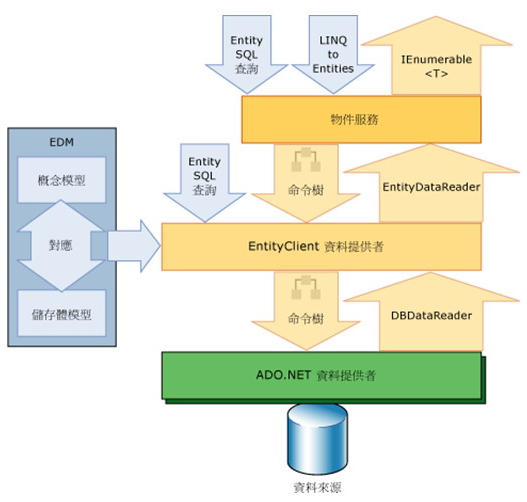 Entity
SQL
查詢
LINQ
to
Entities
IEnumerable
<T>
物件服務
EDM
概念模型
對應
儲存體模型
Entity
SQL
查詢
命令樹
EntityDataReader
EntityClient 資料提供者
命令樹
DBDataReader
ADO.NET 資料提供者
資料來源